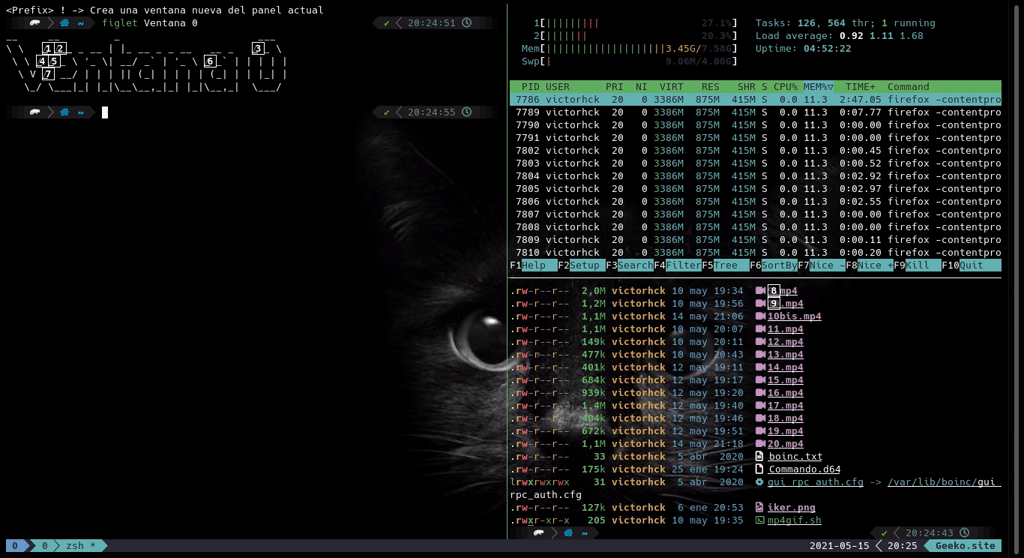 <Prefix> ! -> Crea una ventana nueva del panel actual
~ figlet Ventana 0 ✔ 20:24:51
1 2 3
4 5 6
7
~ ✔ 20:24:55
1[|||||||||| 27.1%] Tasks: 126, 564 thr; 1 running
2[||||||| 20.3%] Load average: 0.92 1.11 1.68
Mem[||||||||||||||||||||3.45G/7.58G] Uptime: 04:52:22
Swp[| 9.06M/4.00G]
PID USER PRI NI VIRT RES SHR S CPU% MEM%▽ TIME+ Command
7786 victorhck 20 0 3386M 875M 415M S 0.0 11.3 2:47.05 firefox -contentpro
7789 victorhck 20 0 3386M 875M 415M S 0.0 11.3 0:07.77 firefox -contentpro
7790 victorhck 20 0 3386M 875M 415M S 0.0 11.3 0:00.00 firefox -contentpro
7791 victorhck 20 0 3386M 875M 415M S 0.0 11.3 0:00.00 firefox -contentpro
7802 victorhck 20 0 3386M 875M 415M S 0.0 11.3 0:00.45 firefox -contentpro
7803 victorhck 20 0 3386M 875M 415M S 0.0 11.3 0:00.52 firefox -contentpro
7804 victorhck 20 0 3386M 875M 415M S 0.0 11.3 0:02.92 firefox -contentpro
7805 victorhck 20 0 3386M 875M 415M S 0.0 11.3 0:02.97 firefox -contentpro
7806 victorhck 20 0 3386M 875M 415M S 0.0 11.3 0:02.55 firefox -contentpro
7807 victorhck 20 0 3386M 875M 415M S 0.0 11.3 0:00.00 firefox -contentpro
7808 victorhck 20 0 3386M 875M 415M S 0.0 11.3 0:00.00 firefox -contentpro
7809 victorhck 20 0 3386M 875M 415M S 0.0 11.3 0:00.11 firefox -contentpro
7810 victorhck 20 0 3386M 875M 415M S 0.0 11.3 0:00.20 firefox -contentpro
F1Help F2Setup F3SearchF4FilterF5Tree F6SortByF7Nice -F8Nice +F9Kill F10Quit
.rw-r--r-- 2,0M victorhck 10 may 19:34 8.mp4
.rw-r--r-- 1,2M victorhck 10 may 19:56 9.mp4
.rw-r--r-- 1,1M victorhck 14 may 21:06 10bis.mp4
.rw-r--r-- 1,1M victorhck 10 may 20:07 11.mp4
.rw-r--r-- 149k victorhck 10 may 20:11 12.mp4
.rw-r--r-- 477k victorhck 10 may 20:43 13.mp4
.rw-r--r-- 401k victorhck 12 may 19:11 14.mp4
.rw-r--r-- 684k victorhck 12 may 19:17 15.mp4
.rw-r--r-- 939k victorhck 12 may 19:20 16.mp4
.rw-r--r-- 1,4M victorhck 12 may 19:40 17.mp4
.rw-r--r-- 404k victorhck 12 may 19:46 18.mp4
.rw-r--r-- 672k victorhck 12 may 19:51 19.mp4
.rw-r--r-- 1,1M victorhck 14 may 21:18 20.mp4
.rw-r--r-- 33 victorhck 5 abr 2020 boinc.txt
.rw-r--r-- 175k victorhck 25 ene 19:24 Commando.d64
lrwxrwxrwx 31 victorhck 5 abr 2020 gui_rpc_auth.cfg -> /var/lib/boinc/gui_
rpc_auth.cfg
.rw-r--r-- 127k victorhck 6 ene 20:53 iker.png
.rwxr-xr-x 205 victorhck 10 may 19:35 mp4gif.sh
~ ✔ 20:24:43
0 0 zsh * 2021-05-15 20:25 Geeko.site